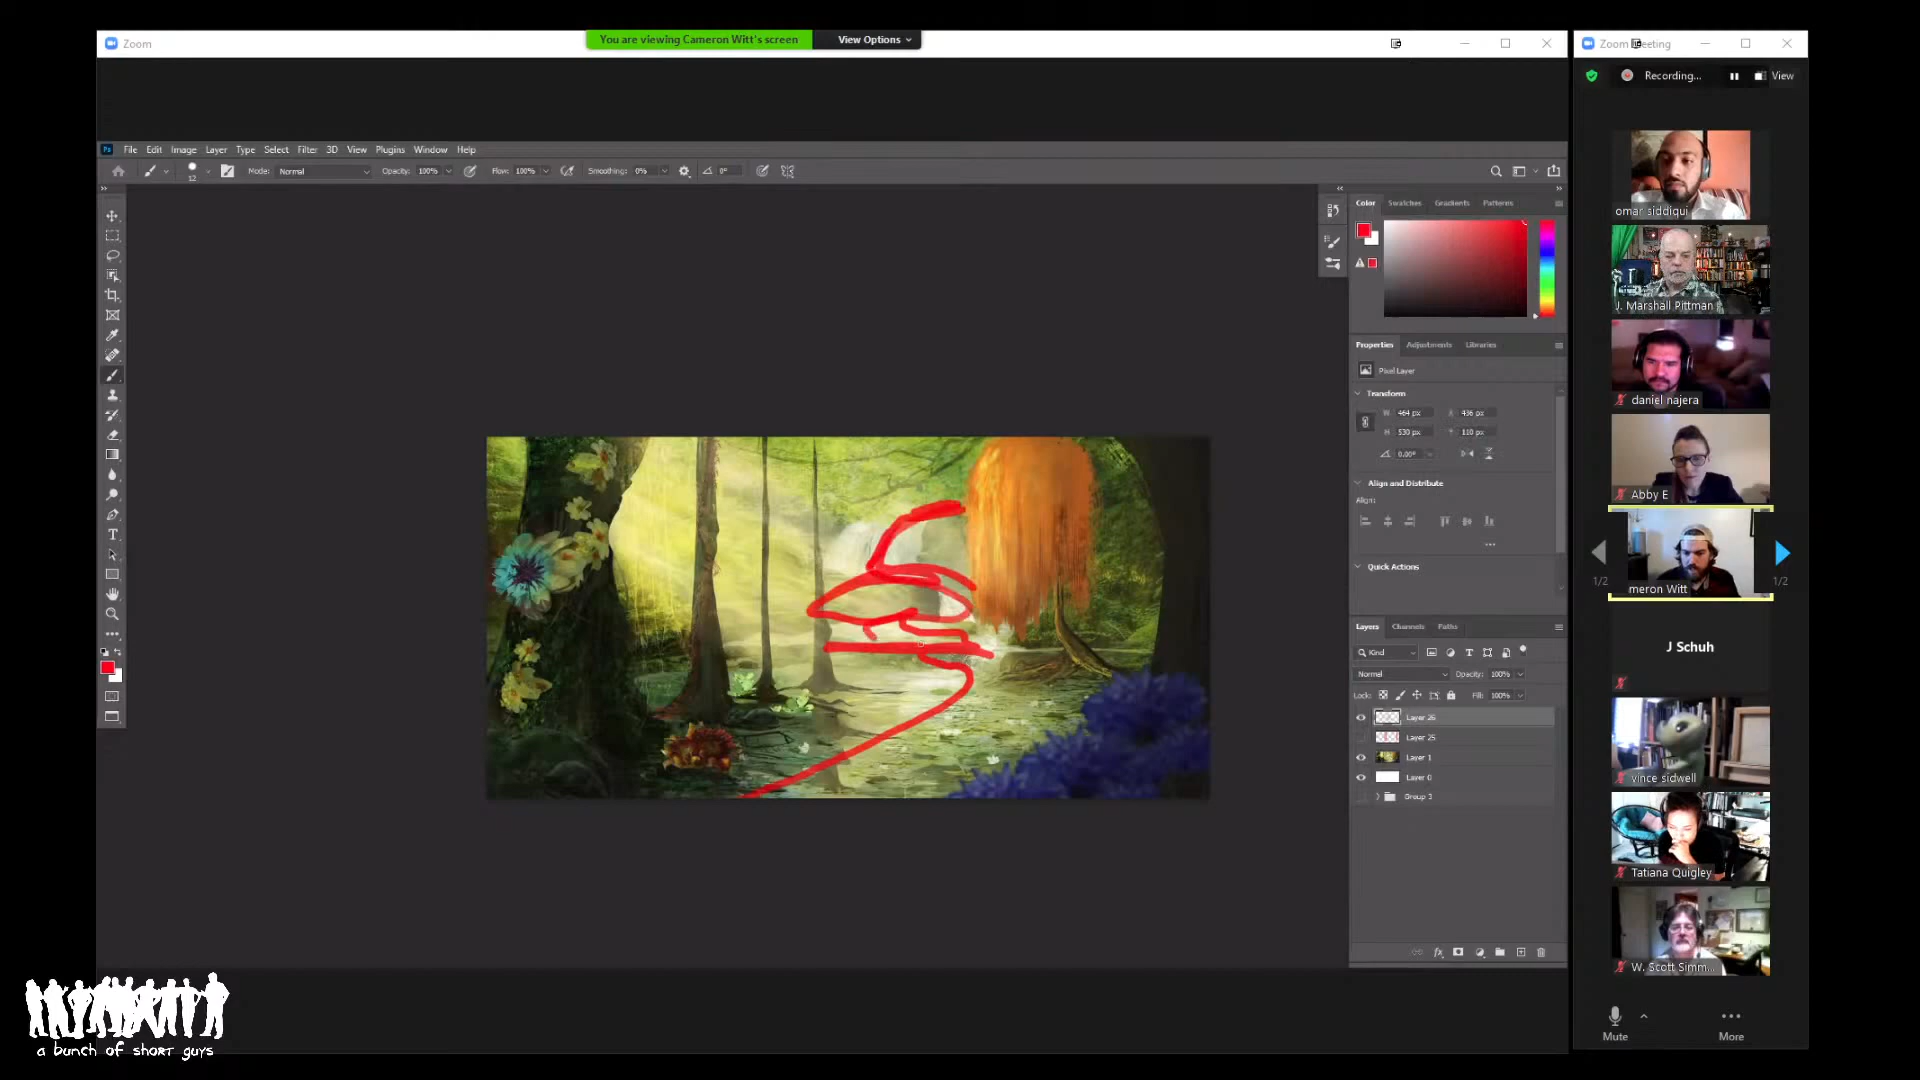 Zoom
You are viewing Cameron Witt's screen
View Options
File Edit Image Layer Type Select Filter 3D View Plugins Window Help
12
Mode: Normal Opacity: 100% Flow: 100% Smoothing: 0% 0°
Color Swatches Gradients Patterns
Properties Adjustments Libraries
Pixel Layer
Transform
W 464 px 436 px
H 530 px 110 px
0.00°
Align and Distribute
Align:
Quick Actions
Layers Channels Paths
Kind
Normal Opacity: 100%
Lock: Fill: 100%
Layer 26
Layer 25
Layer 1
Layer 0
Group 3
fx
Zoom Meeting
Recording... View
omar siddiqui
J. Marshall Pittman
daniel najera
Abby E
1/2 1/2
meron Witt
J Schuh
vince sidwell
Tatiana Quigley
W. Scott Simm...
Mute More
a bunch of short guys